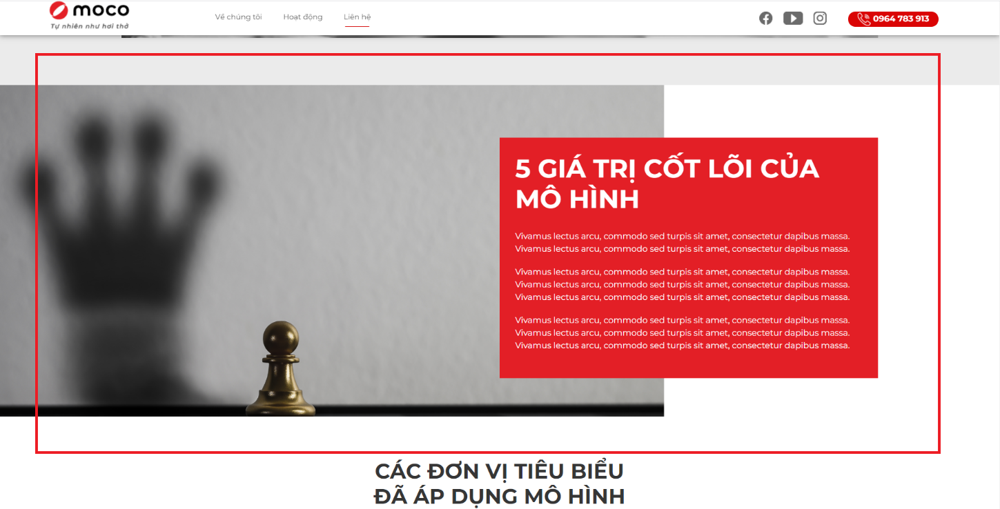 moco
Tự nhiên như hơi thở
Về chúng tôi
Hoạt động
Liên hệ
0964 783 913
5 GIÁ TRỊ CỐT LÕI CỦA
MÔ HÌNH
Vivamus lectus arcu, commodo sed turpis sit amet, consectetur dapibus massa.
Vivamus lectus arcu, commodo sed turpis sit amet, consectetur dapibus massa.
Vivamus lectus arcu, commodo sed turpis sit amet, consectetur dapibus massa.
Vivamus lectus arcu, commodo sed turpis sit amet, consectetur dapibus massa.
Vivamus lectus arcu, commodo sed turpis sit amet, consectetur dapibus massa.
Vivamus lectus arcu, commodo sed turpis sit amet, consectetur dapibus massa.
Vivamus lectus arcu, commodo sed turpis sit amet, consectetur dapibus massa.
Vivamus lectus arcu, commodo sed turpis sit amet, consectetur dapibus massa.
CÁC ĐƠN VỊ TIÊU BIỂU
ĐÃ ÁP DỤNG MÔ HÌNH